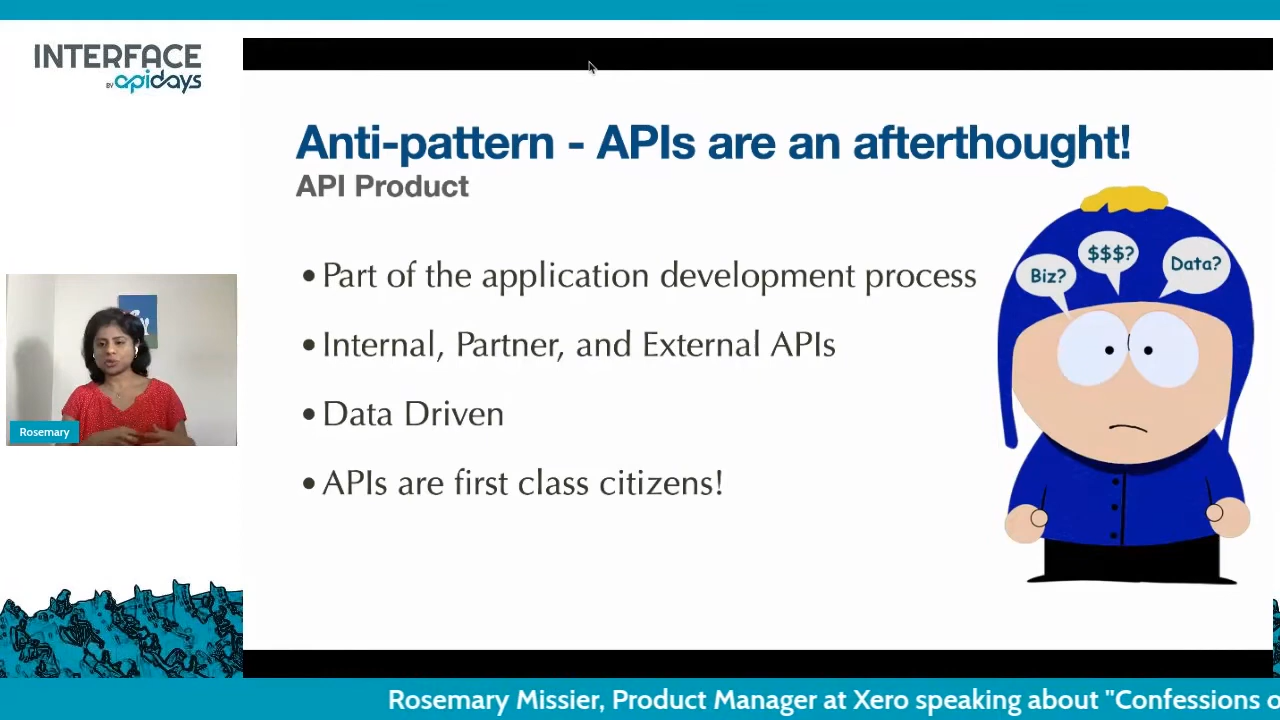 INTERFACE
BY apidays
Anti-pattern - APIs are an afterthought!
API Product
• Part of the application development process
• Internal, Partner, and External APIs
• Data Driven
• APIs are first class citizens!
Biz?
$$$?
Data?
Rosemary
Rosemary Missier, Product Manager at Xero speaking about "Confessions